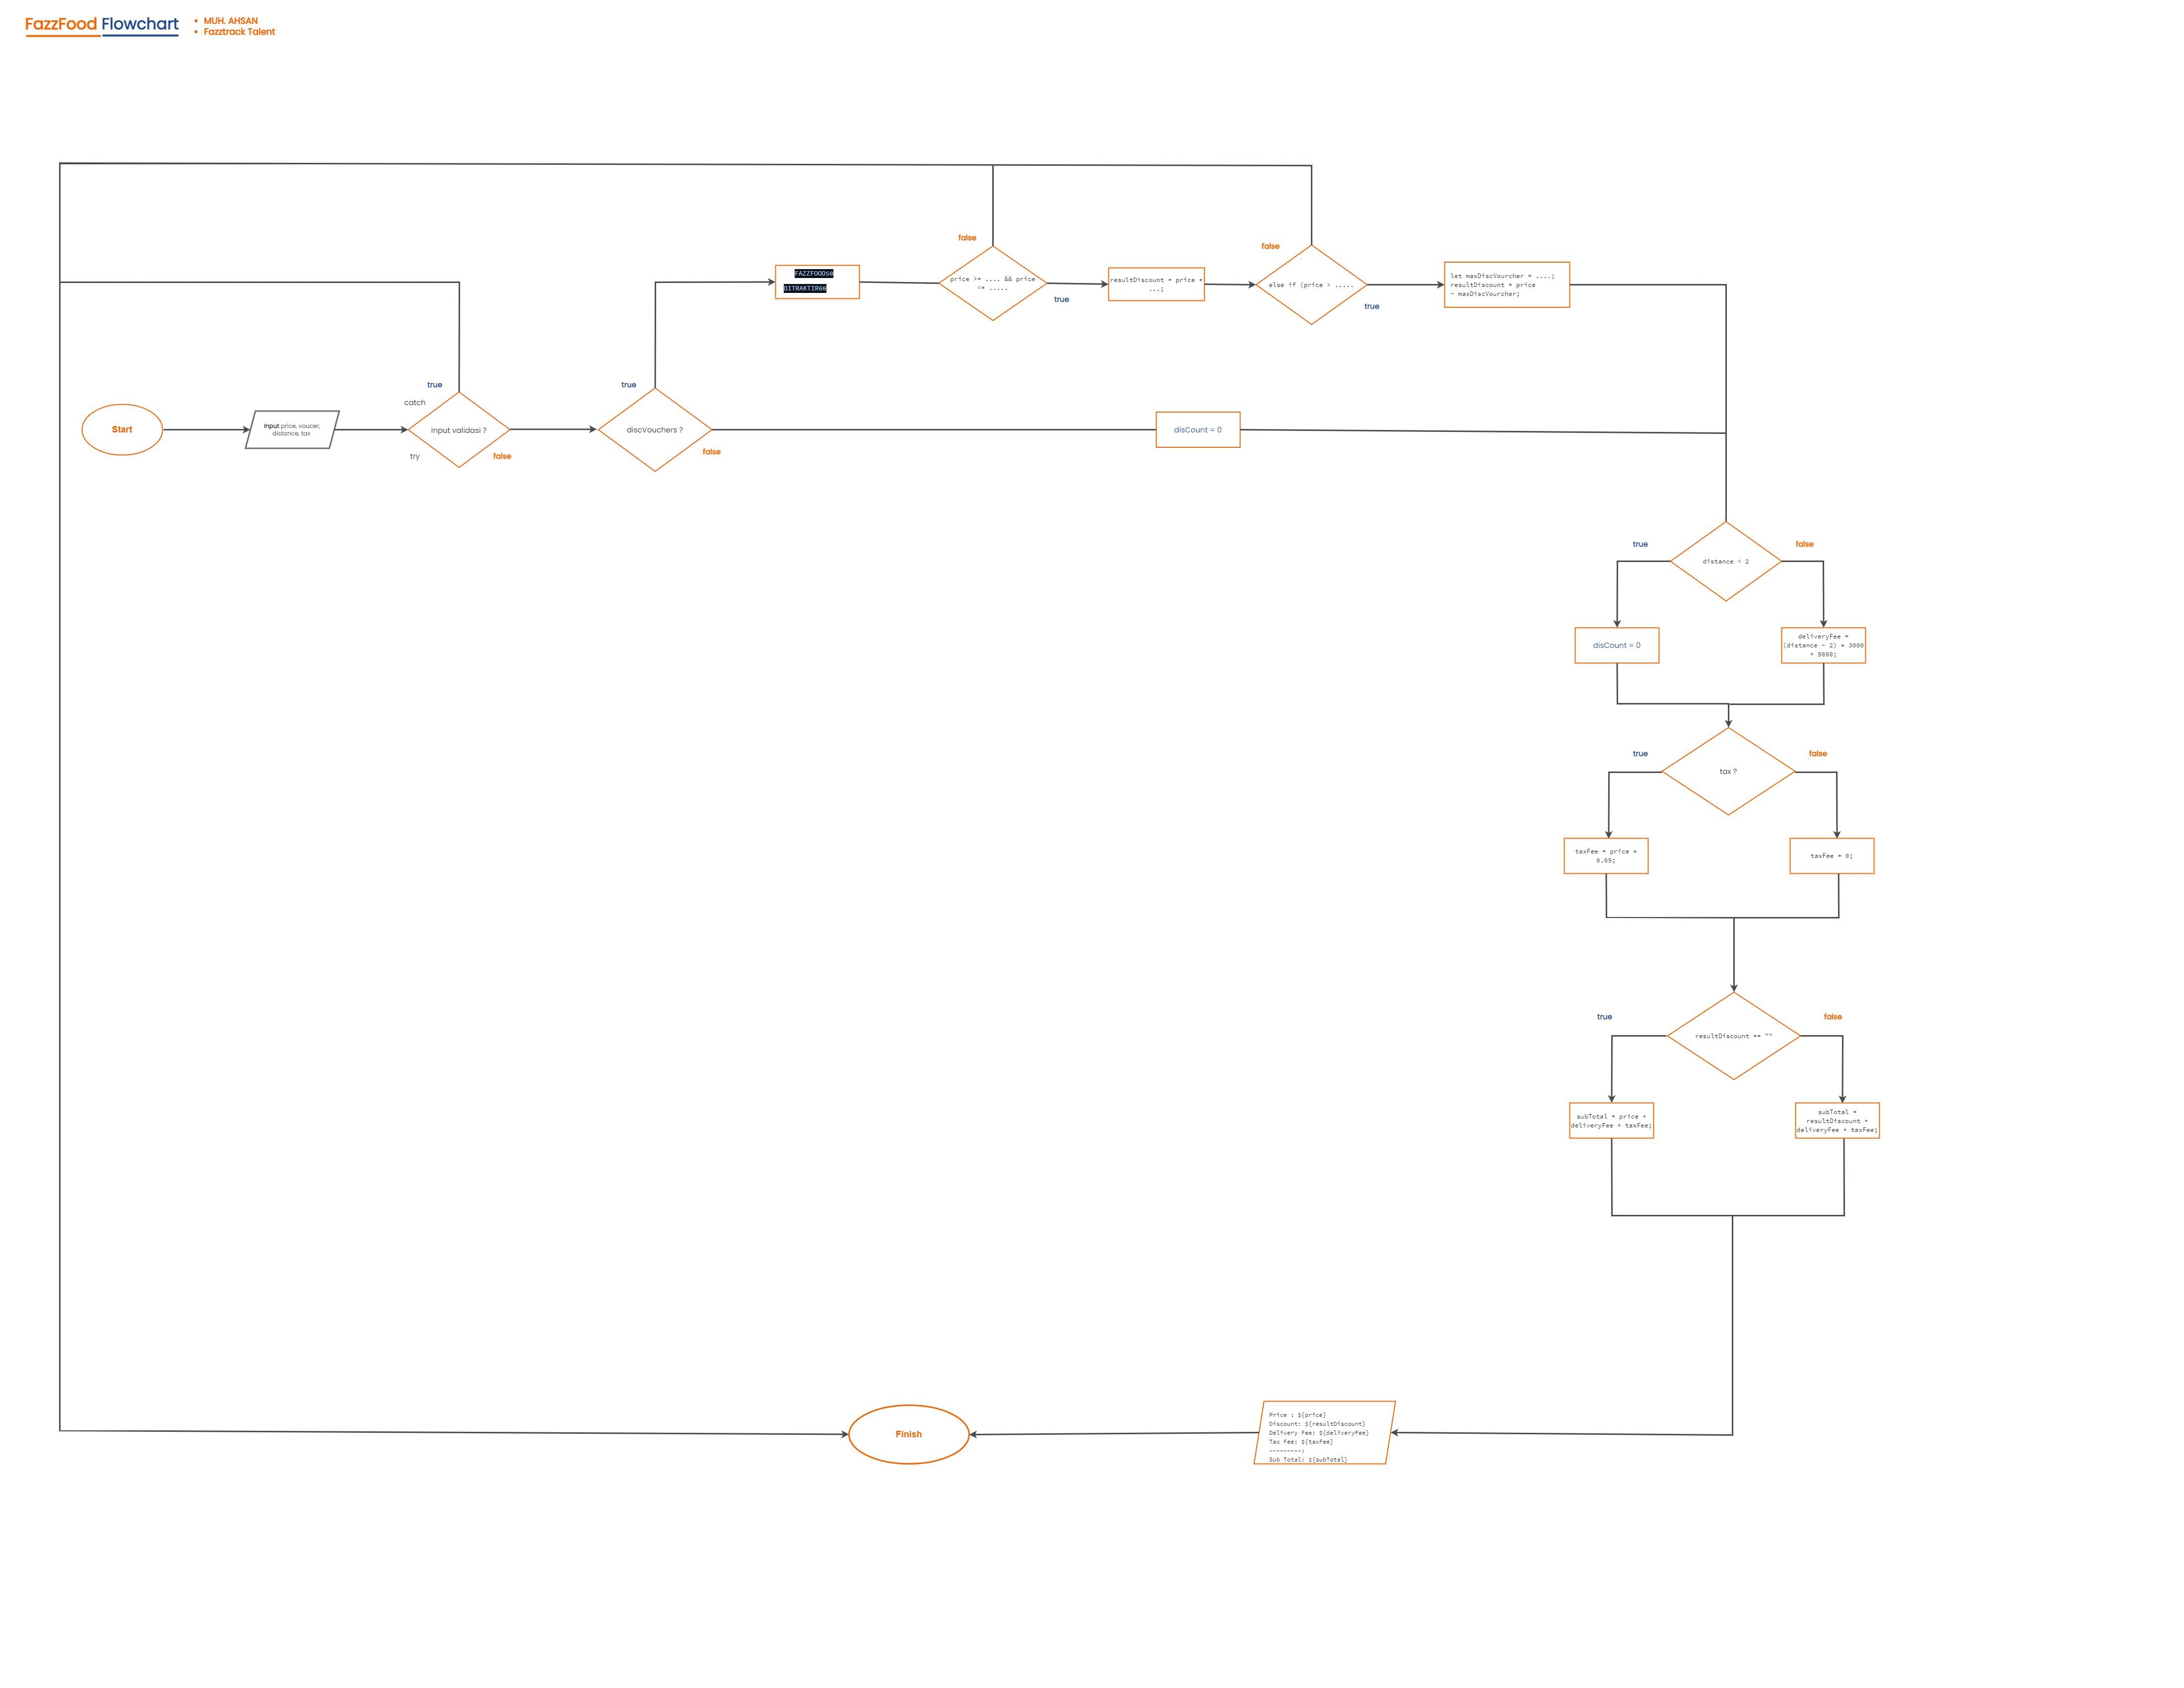 FazzFood Flowchart
• MUH. AHSAN
• Fazztrack Talent
false
false
FAZZFOOD50
DITRAKTIR60
price >= .... && price
<= .....
true
resultDiscount = price *
...;
else if (price > .....
true
let maxDiscVourcher = ....;
resultDiscount = price
- maxDiscVourcher;
true
catch
true
Start
Input price, voucer,
distance, tax
Input validasi ?
try
false
discVouchers ?
false
disCount = 0
true
false
distance < 2
disCount = 0
deliveryFee =
(distance - 2) * 3000
+ 5000;
true
false
tax ?
taxFee = price +
0.05;
taxFee = 0;
true
false
resultDiscount == ""
subTotal = price +
deliveryFee + taxFee;
subTotal =
resultDiscount +
deliveryFee + taxFee;
Finish
Price : ${price}
Discount: ${resultDiscount}
Delivery Fee: ${deliveryFee}
Tax Fee: ${taxFee}
---------:
Sub Total: ${subTotal}